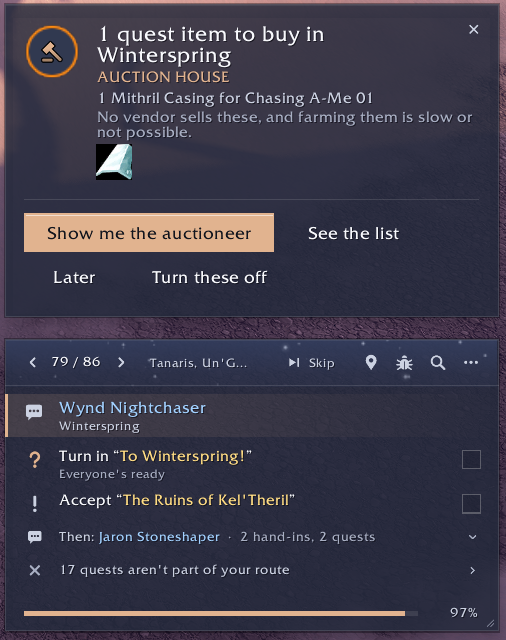 1 quest item to buy in
Winterspring
AUCTION HOUSE
1 Mithril Casing for Chasing A-Me 01
No vendor sells these, and farming them is slow or
not possible.
Show me the auctioneer
See the list
Later
Turn these off
79 / 86
Tanaris, Un'G...
Skip
Wynd Nightchaser
Winterspring
Turn in “To Winterspring!”
Everyone's ready
Accept “The Ruins of Kel'Theril”
Then: Jaron Stoneshaper · 2 hand-ins, 2 quests
17 quests aren't part of your route
97%